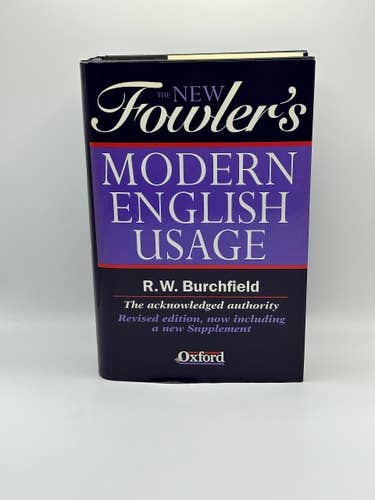 THE NEW
Fowler's
MODERN
ENGLISH
USAGE
R.W. Burchfield
The acknowledged authority
Revised edition, now including
a new Supplement
Oxford